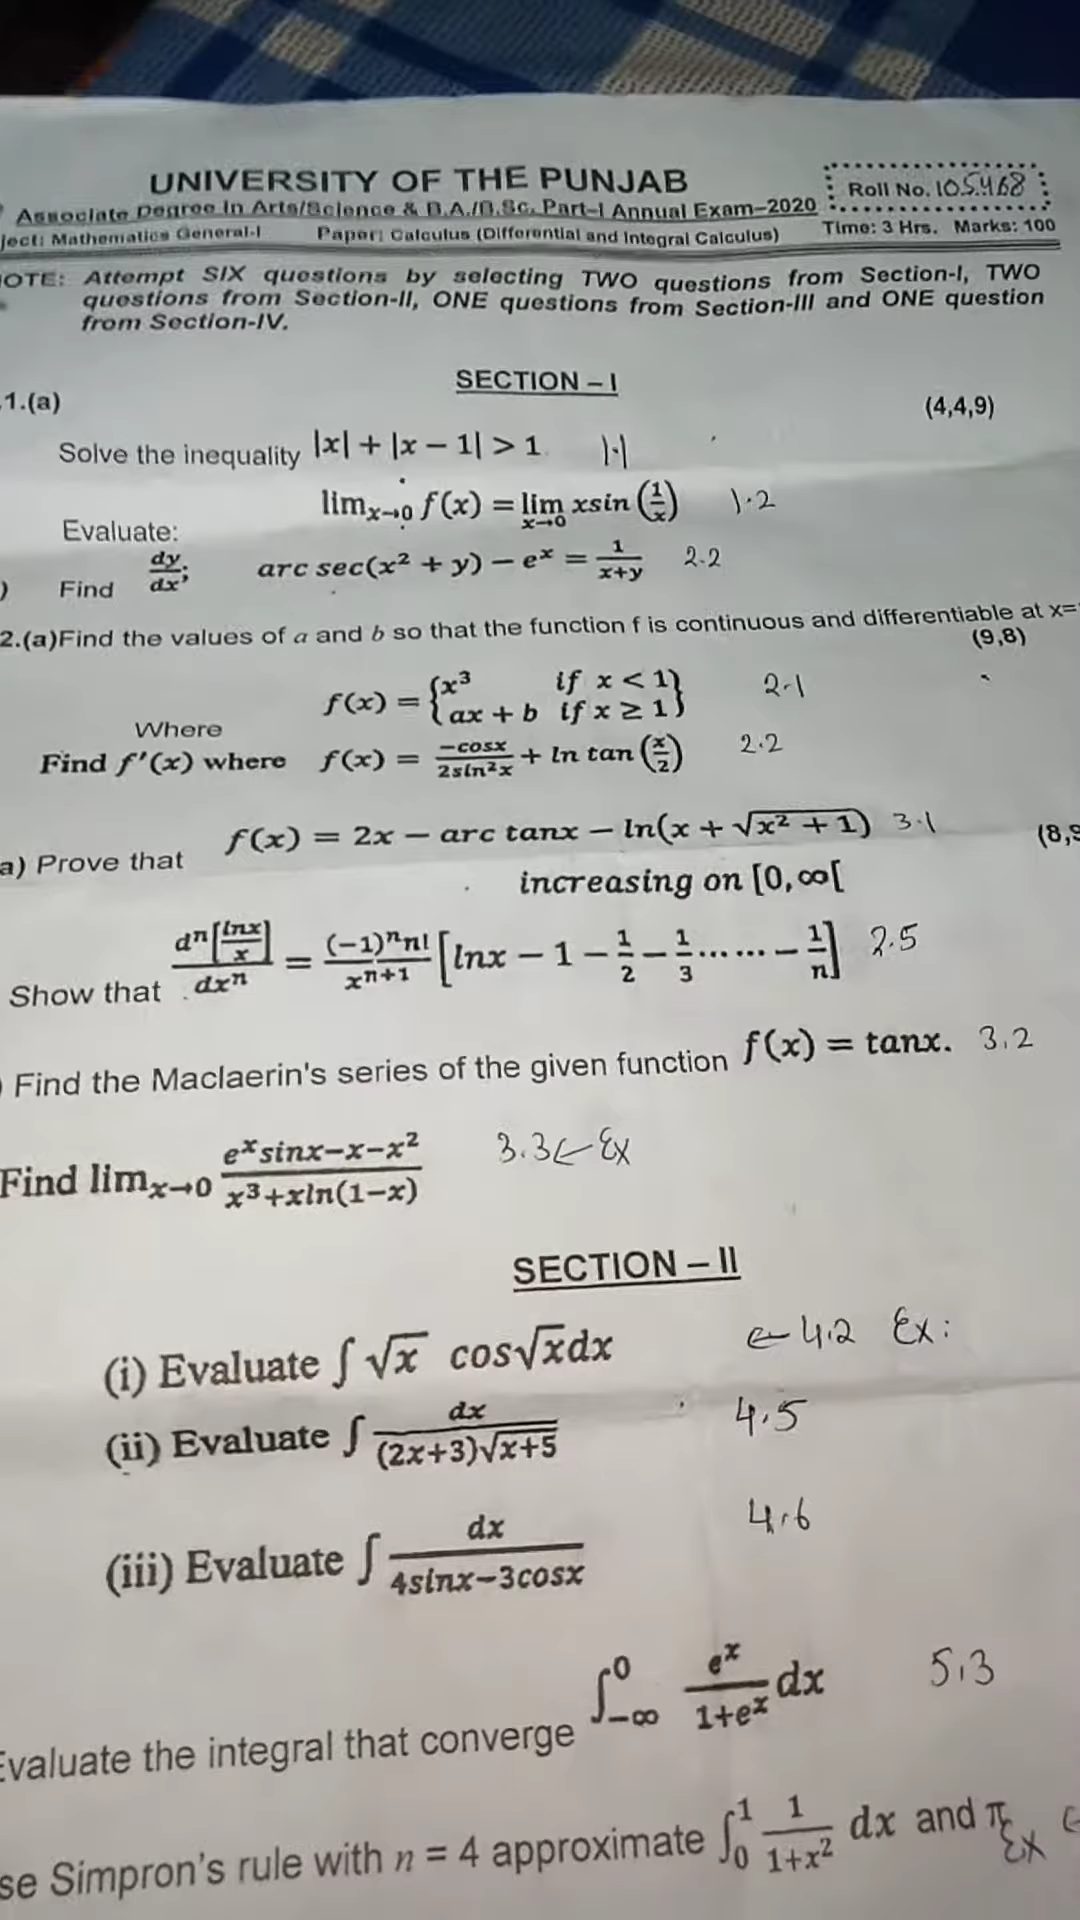 UNIVERSITY OF THE PUNJAB
Roll No. 105468
Associate Degree in Arts/Science & B.A./B.Sc. Part-I Annual Exam-2020
ject: Mathematics General-I Paper: Calculus (Differential and Integral Calculus) Time: 3 Hrs. Marks: 100
OTE: Attempt SIX questions by selecting TWO questions from Section-I, TWO
questions from Section-II, ONE questions from Section-III and ONE question
from Section-IV.
SECTION – I
1.(a) (4,4,9)
Solve the inequality |x| + |x − 1| > 1 1.1
Evaluate: lim x→0 f(x) = lim x→0 xsin (1/x) 1.2
) Find dy/dx; arc sec(x² + y) − eˣ = 1/(x+y) 2.2
2.(a)Find the values of a and b so that the function f is continuous and differentiable at x=
(9,8)
Where f(x) = {x³ if x < 1, ax + b if x ≥ 1} 2.1
Find f'(x) where f(x) = −cosx/2sin²x + ln tan (x/2) 2.2
a) Prove that f(x) = 2x − arc tanx − ln(x + √(x² + 1)) 3.1 (8,9
increasing on [0,∞[
Show that dⁿ[lnx/x]/dxⁿ = (−1)ⁿn!/xⁿ⁺¹ [lnx − 1 − 1/2 − 1/3 ...... − 1/n] 2.5
Find the Maclaerin's series of the given function f(x) = tanx. 3.2
Find lim x→0 (eˣsinx−x−x²)/(x³+xln(1−x)) 3.3 ← Ex
SECTION – II
(i) Evaluate ∫ √x cos√x dx ← 4.2 Ex:
(ii) Evaluate ∫ dx/((2x+3)√(x+5)) 4.5
(iii) Evaluate ∫ dx/(4sinx−3cosx) 4.6
Evaluate the integral that converge ∫₋∞⁰ eˣ/(1+eˣ) dx 5.3
se Simpron's rule with n = 4 approximate ∫₀¹ 1/(1+x²) dx and π Ex ←